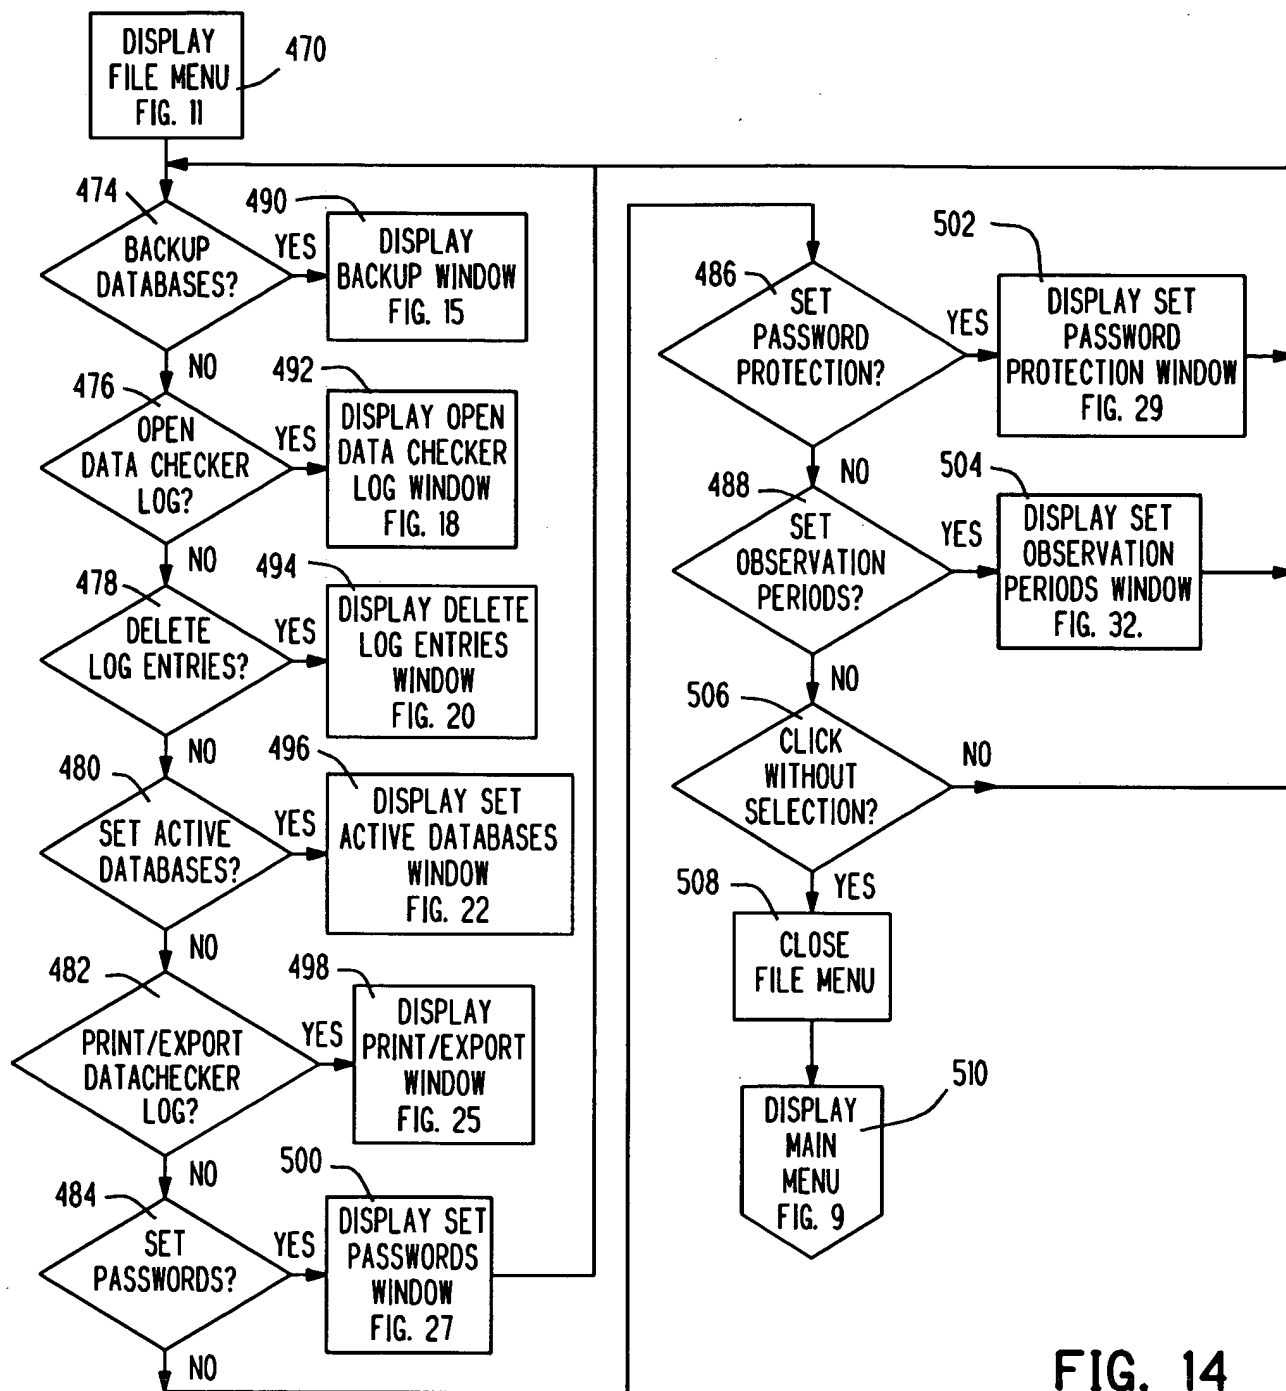 DISPLAY
FILE MENU
FIG. 11
470
474
BACKUP
DATABASES?
YES
490
DISPLAY
BACKUP WINDOW
FIG. 15
NO
476
OPEN
DATA CHECKER
LOG?
YES
492
DISPLAY OPEN
DATA CHECKER
LOG WINDOW
FIG. 18
NO
478
DELETE
LOG ENTRIES?
YES
494
DISPLAY DELETE
LOG ENTRIES
WINDOW
FIG. 20
NO
480
SET ACTIVE
DATABASES?
YES
496
DISPLAY SET
ACTIVE DATABASES
WINDOW
FIG. 22
NO
482
PRINT/EXPORT
DATACHECKER
LOG?
YES
498
DISPLAY
PRINT/EXPORT
WINDOW
FIG. 25
NO
484
SET
PASSWORDS?
YES
500
DISPLAY SET
PASSWORDS
WINDOW
FIG. 27
NO
486
SET
PASSWORD
PROTECTION?
YES
502
DISPLAY SET
PASSWORD
PROTECTION WINDOW
FIG. 29
NO
488
SET
OBSERVATION
PERIODS?
YES
504
DISPLAY SET
OBSERVATION
PERIODS WINDOW
FIG. 32.
NO
506
CLICK
WITHOUT
SELECTION?
NO
YES
508
CLOSE
FILE MENU
510
DISPLAY
MAIN
MENU
FIG. 9
FIG. 14